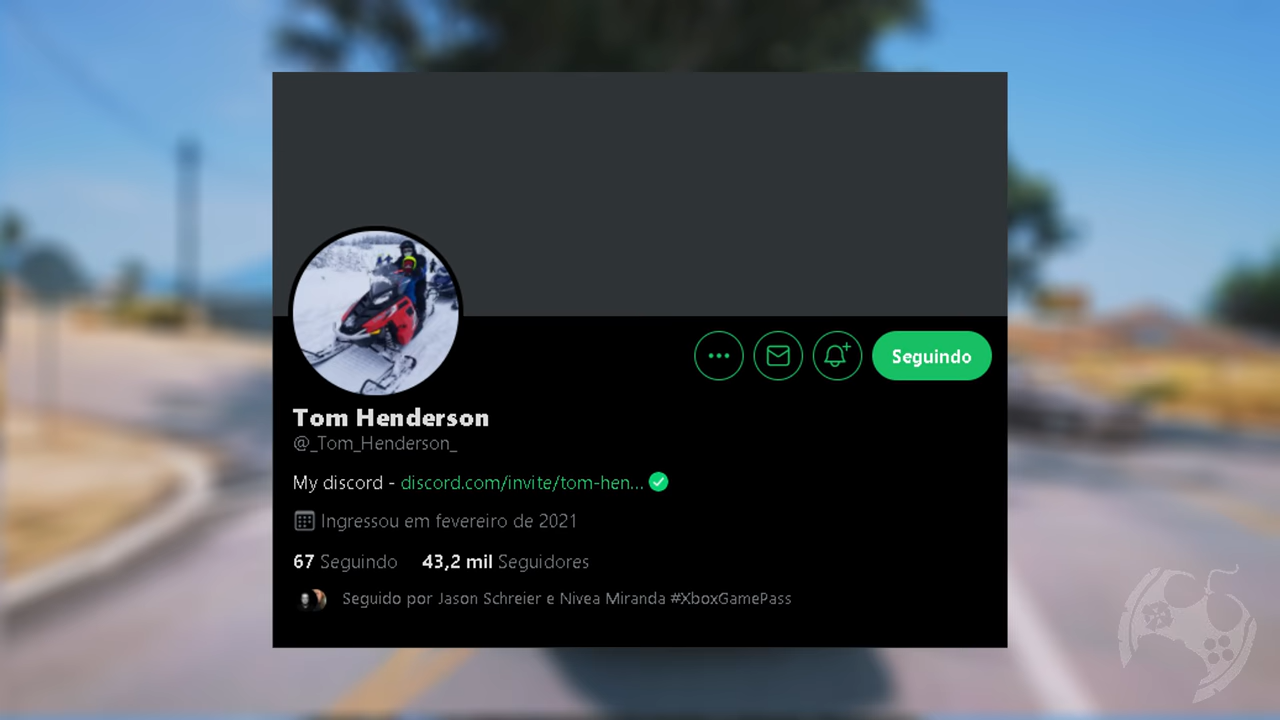 Seguindo
Tom Henderson
@_Tom_Henderson_
My discord - discord.com/invite/tom-hen...
Ingressou em fevereiro de 2021
67 Seguindo 43,2 mil Seguidores
Seguido por Jason Schreier e Nivea Miranda #XboxGamePass